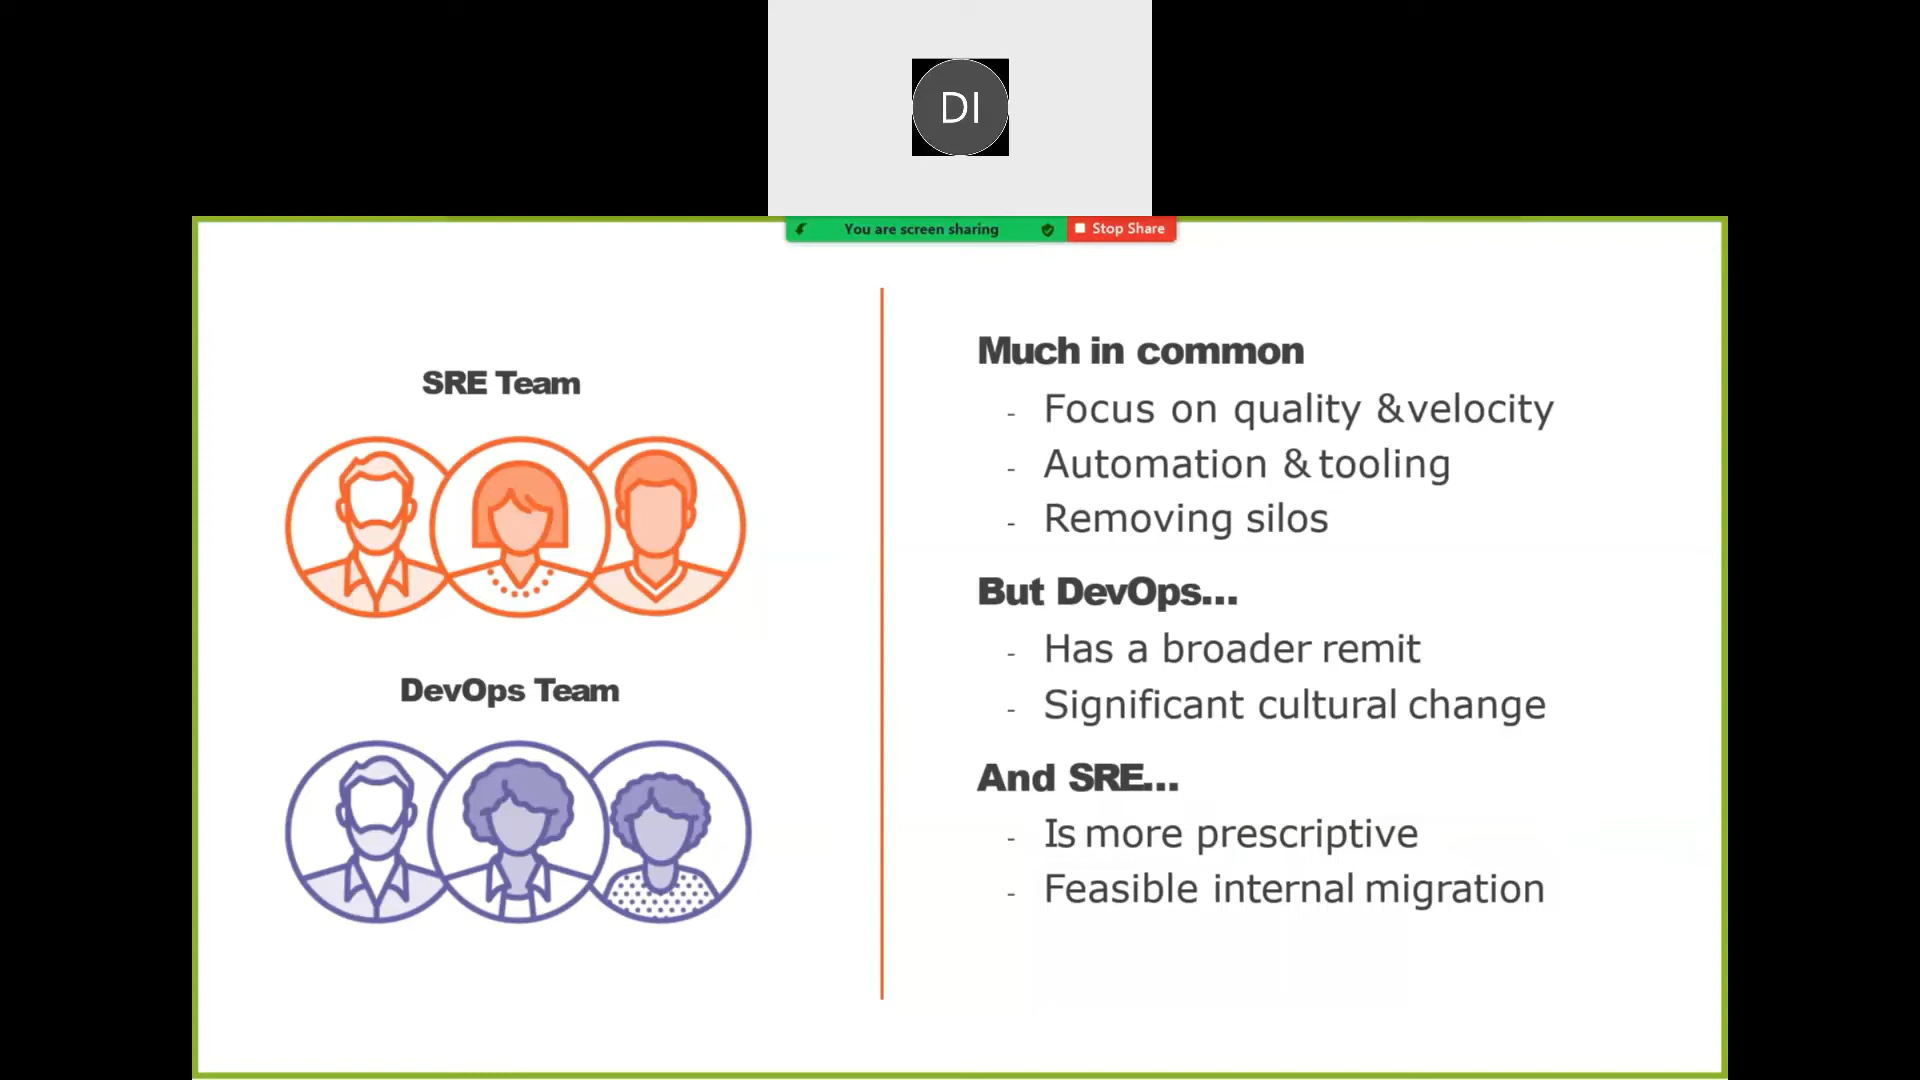 DI
You are screen sharing
Stop Share
SRE Team
DevOps Team
Much in common
- Focus on quality &velocity
- Automation & tooling
- Removing silos
But DevOps...
- Has a broader remit
- Significant cultural change
And SRE...
- Is more prescriptive
- Feasible internal migration